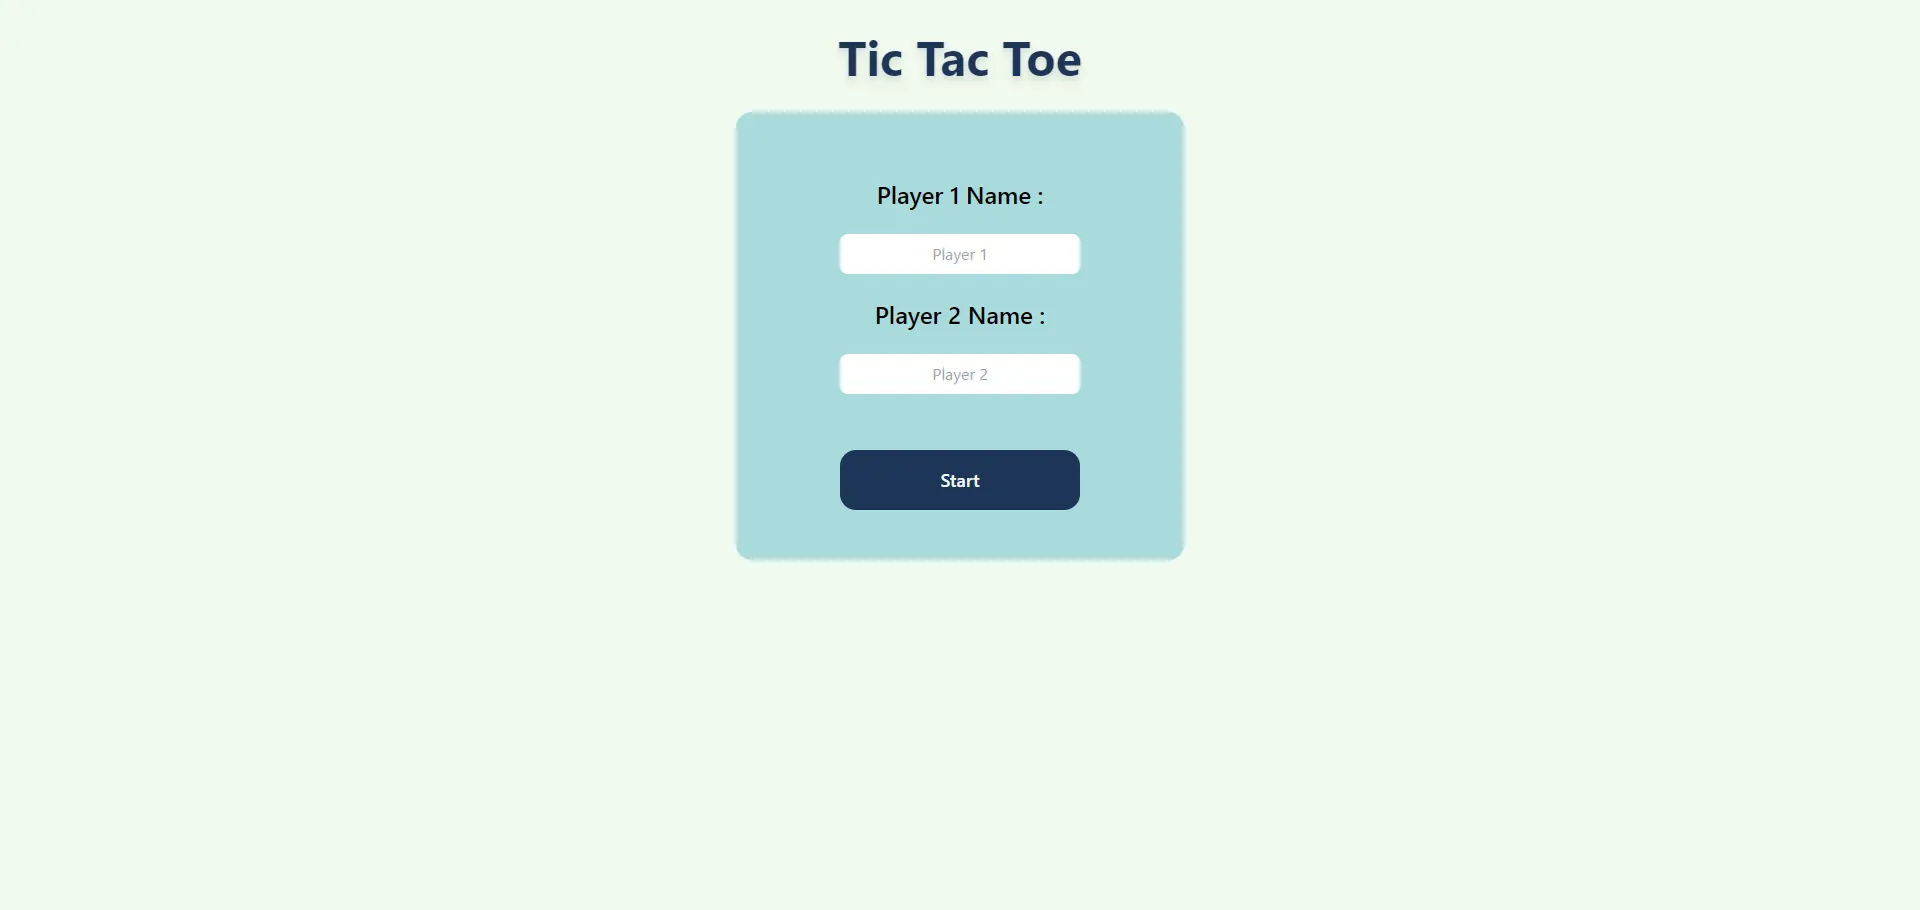 Tic Tac Toe
Player 1 Name :
Player 1
Player 2 Name :
Player 2
Start